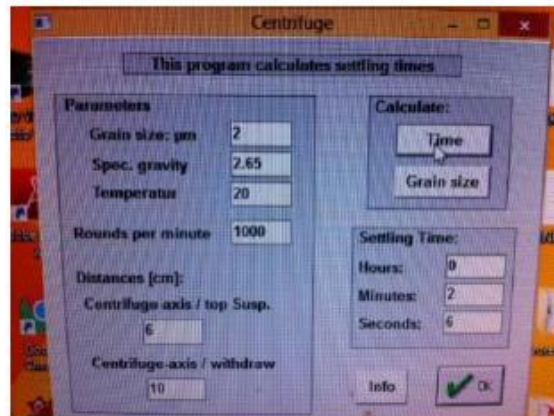 Centrifuge
This program calculates settling times
Parameters
Grain size: µm 2
Spec. gravity 2.65
Temperatur 20
Rounds per minute 1000
Distances [cm]:
Centrifuge axis / top Susp.
6
Centrifuge-axis / withdraw
10
Calculate:
Time
Grain size
Settling Time:
Hours: 0
Minutes: 2
Seconds: 6
Info
OK